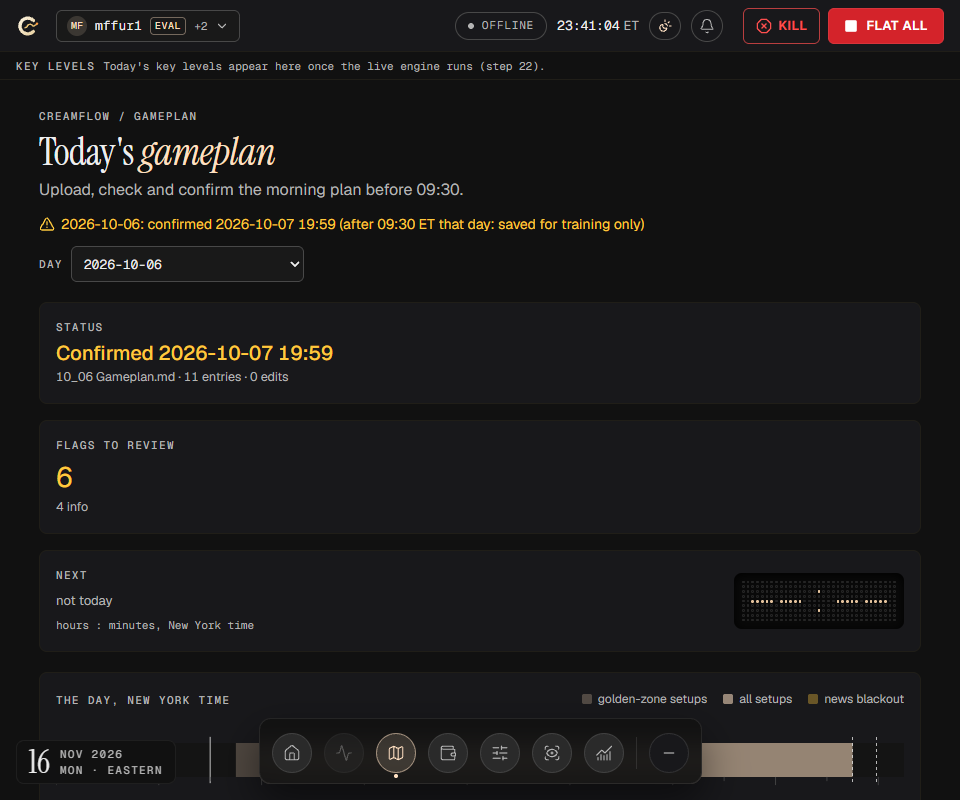 MF mffur1 EVAL +2
OFFLINE
23:41:04 ET
KILL
FLAT ALL
KEY LEVELS Today's key levels appear here once the live engine runs (step 22).
CREAMFLOW / GAMEPLAN
Today's gameplan
Upload, check and confirm the morning plan before 09:30.
2026-10-06: confirmed 2026-10-07 19:59 (after 09:30 ET that day: saved for training only)
DAY 2026-10-06
STATUS
Confirmed 2026-10-07 19:59
10_06 Gameplan.md · 11 entries · 0 edits
FLAGS TO REVIEW
6
4 info
NEXT
not today
hours : minutes, New York time
THE DAY, NEW YORK TIME
golden-zone setups
all setups
news blackout
16 NOV 2026
MON · EASTERN